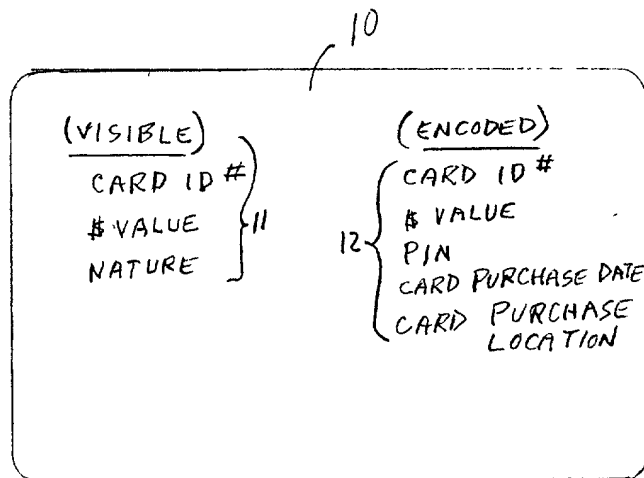 10
(VISIBLE)
CARD ID #
$ VALUE
NATURE
11
(ENCODED)
12
CARD ID #
$ VALUE
PIN
CARD PURCHASE DATE
CARD PURCHASE
LOCATION